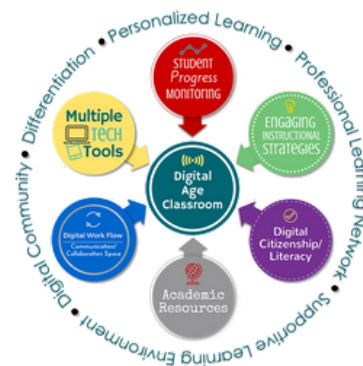 • Personalized Learning • Professional Learning Network • Supportive Learning Environment • Digital Community • Differentiation
STUDENT
Progress
MONITORING
Multiple
TECH
Tools
ENGAGING
INSTRUCTIONAL
STRATEGIES
Digital
Age
Classroom
Digital Work Flow
Communication/
Collaboration Space
Digital
Citizenship/
Literacy
Academic
Resources